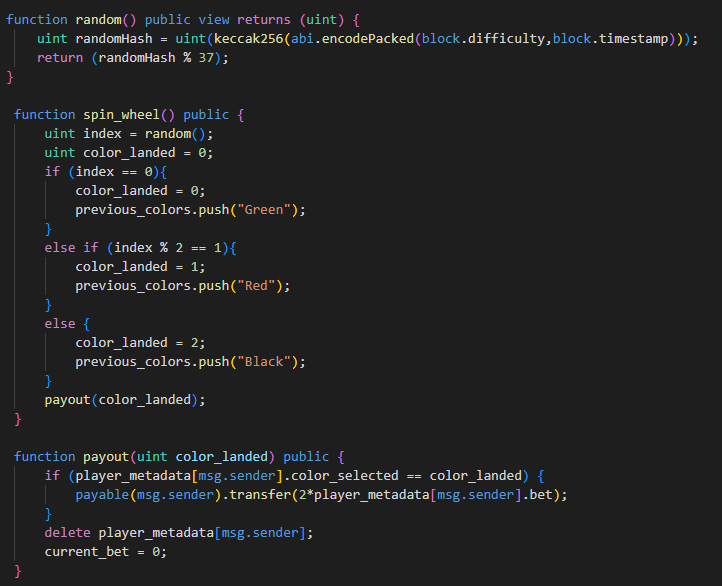 function random() public view returns (uint) {
uint randomHash = uint(keccak256(abi.encodePacked(block.difficulty,block.timestamp)));
return (randomHash % 37);
}
function spin_wheel() public {
uint index = random();
uint color_landed = 0;
if (index == 0){
color_landed = 0;
previous_colors.push("Green");
}
else if (index % 2 == 1){
color_landed = 1;
previous_colors.push("Red");
}
else {
color_landed = 2;
previous_colors.push("Black");
}
payout(color_landed);
}
function payout(uint color_landed) public {
if (player_metadata[msg.sender].color_selected == color_landed) {
payable(msg.sender).transfer(2*player_metadata[msg.sender].bet);
}
delete player_metadata[msg.sender];
current_bet = 0;
}